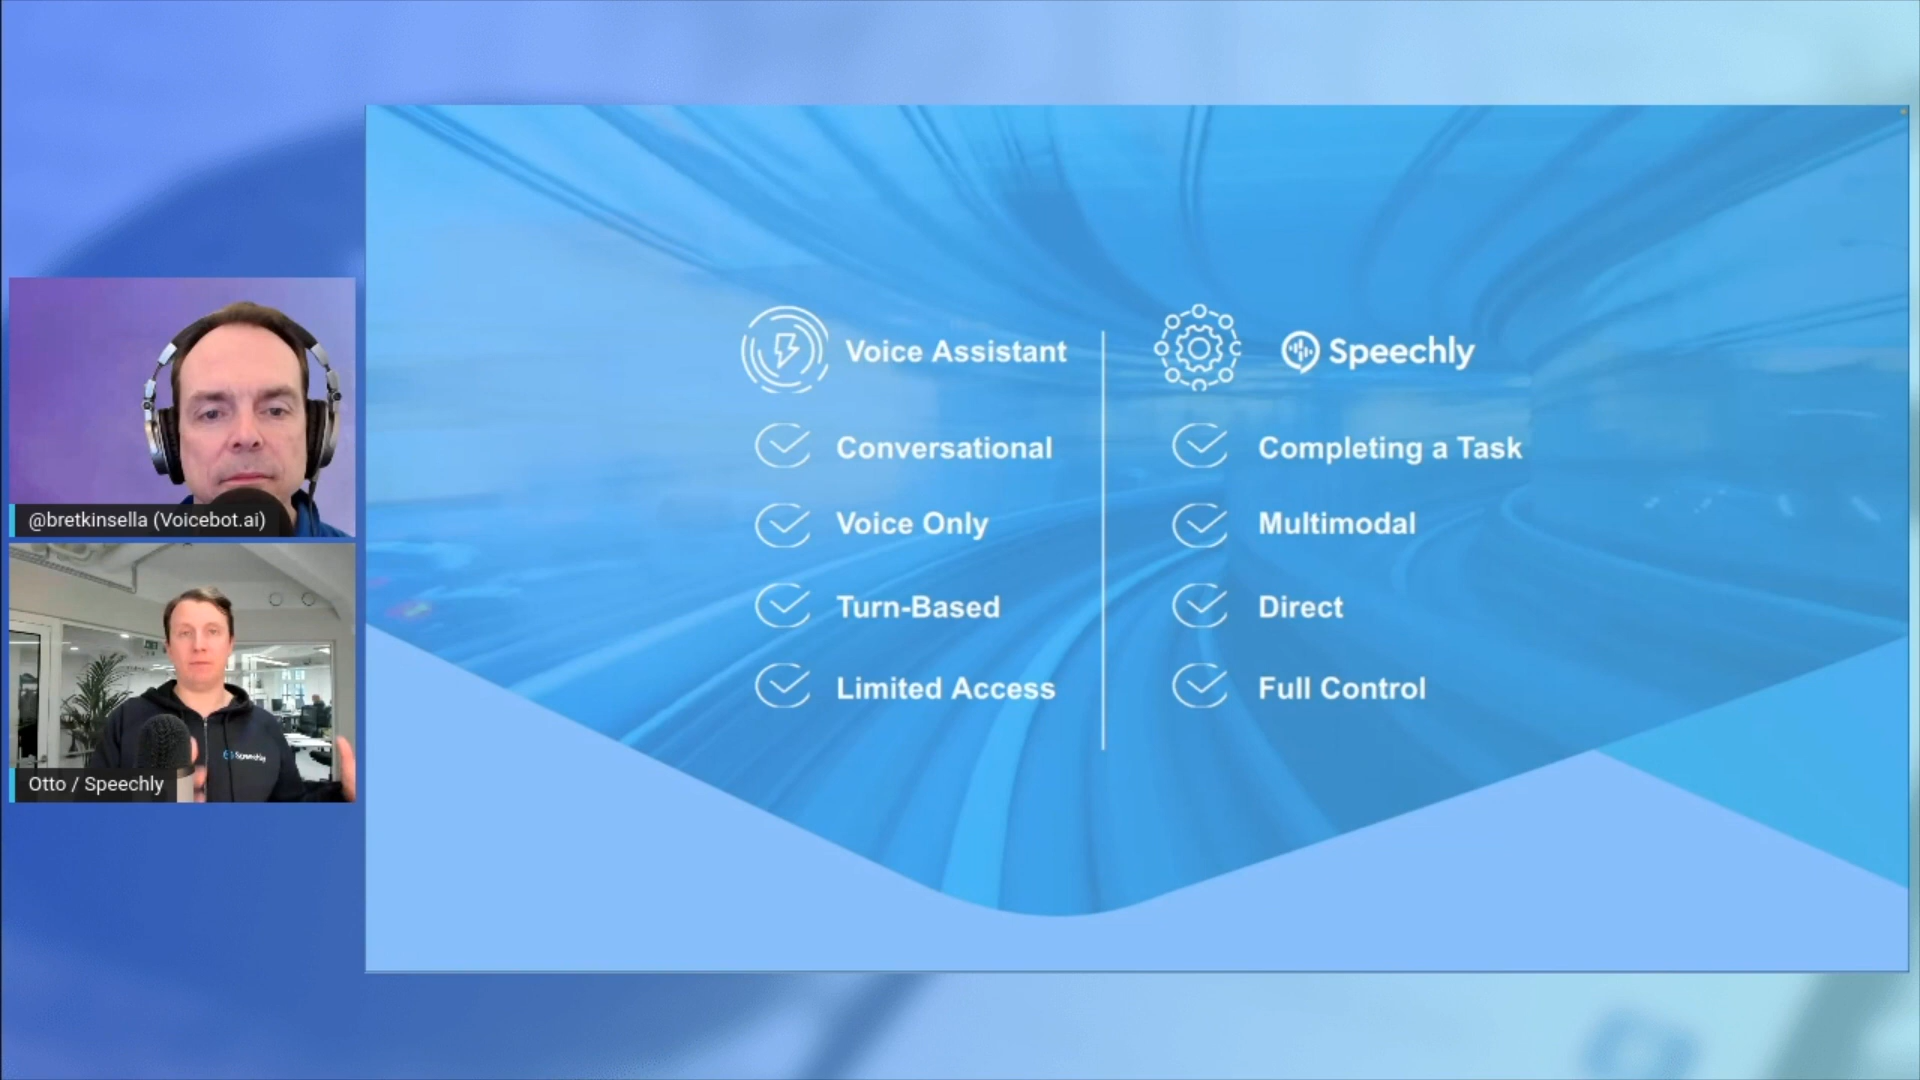 Voice Assistant
Speechly
Conversational
Completing a Task
Voice Only
Multimodal
Turn-Based
Direct
Limited Access
Full Control
@bretkinsella (Voicebot.ai)
Speechly
Otto / Speechly